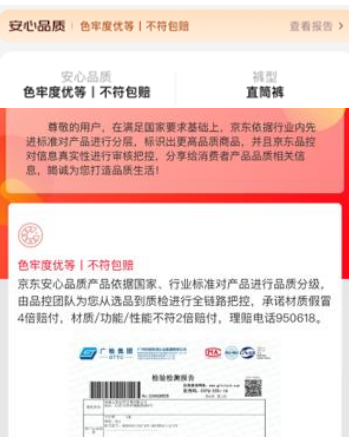 安心品质 色牢度优等 | 不符包赔 查看报告 >
安心品质 裤型
色牢度优等 | 不符包赔 直筒裤
尊敬的用户，在满足国家要求基础上，京东依据行业内先
进标准对产品进行分层，标识出更高品质商品，并且京东品控
对信息真实性进行审核把控，分享给消费者产品品质相关信
息，竭诚为您打造品质生活！
色牢度优等 | 不符包赔
京东安心品质产品依据国家、行业标准对产品进行品质分级，
由品控团队为您从选品到质检进行全链路把控，承诺材质假冒
4倍赔付，材质/功能/性能不符2倍赔付，理赔电话950618。
广检集团
GTTC
检验检测报告